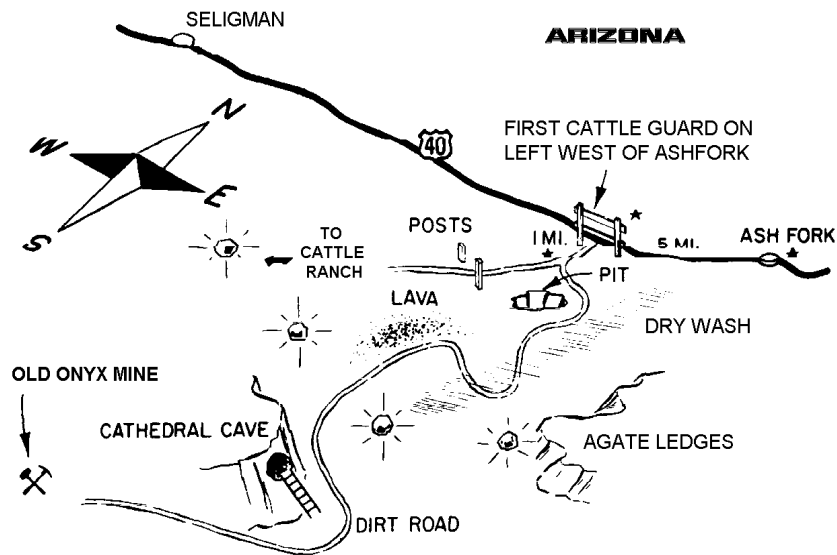 SELIGMAN
ARIZONA
N
W
E
S
40
FIRST CATTLE GUARD ON
LEFT WEST OF ASHFORK
TO
CATTLE
RANCH
POSTS
1 MI.
5 MI.
ASH FORK
PIT
LAVA
DRY WASH
OLD ONYX MINE
CATHEDRAL CAVE
AGATE LEDGES
DIRT ROAD